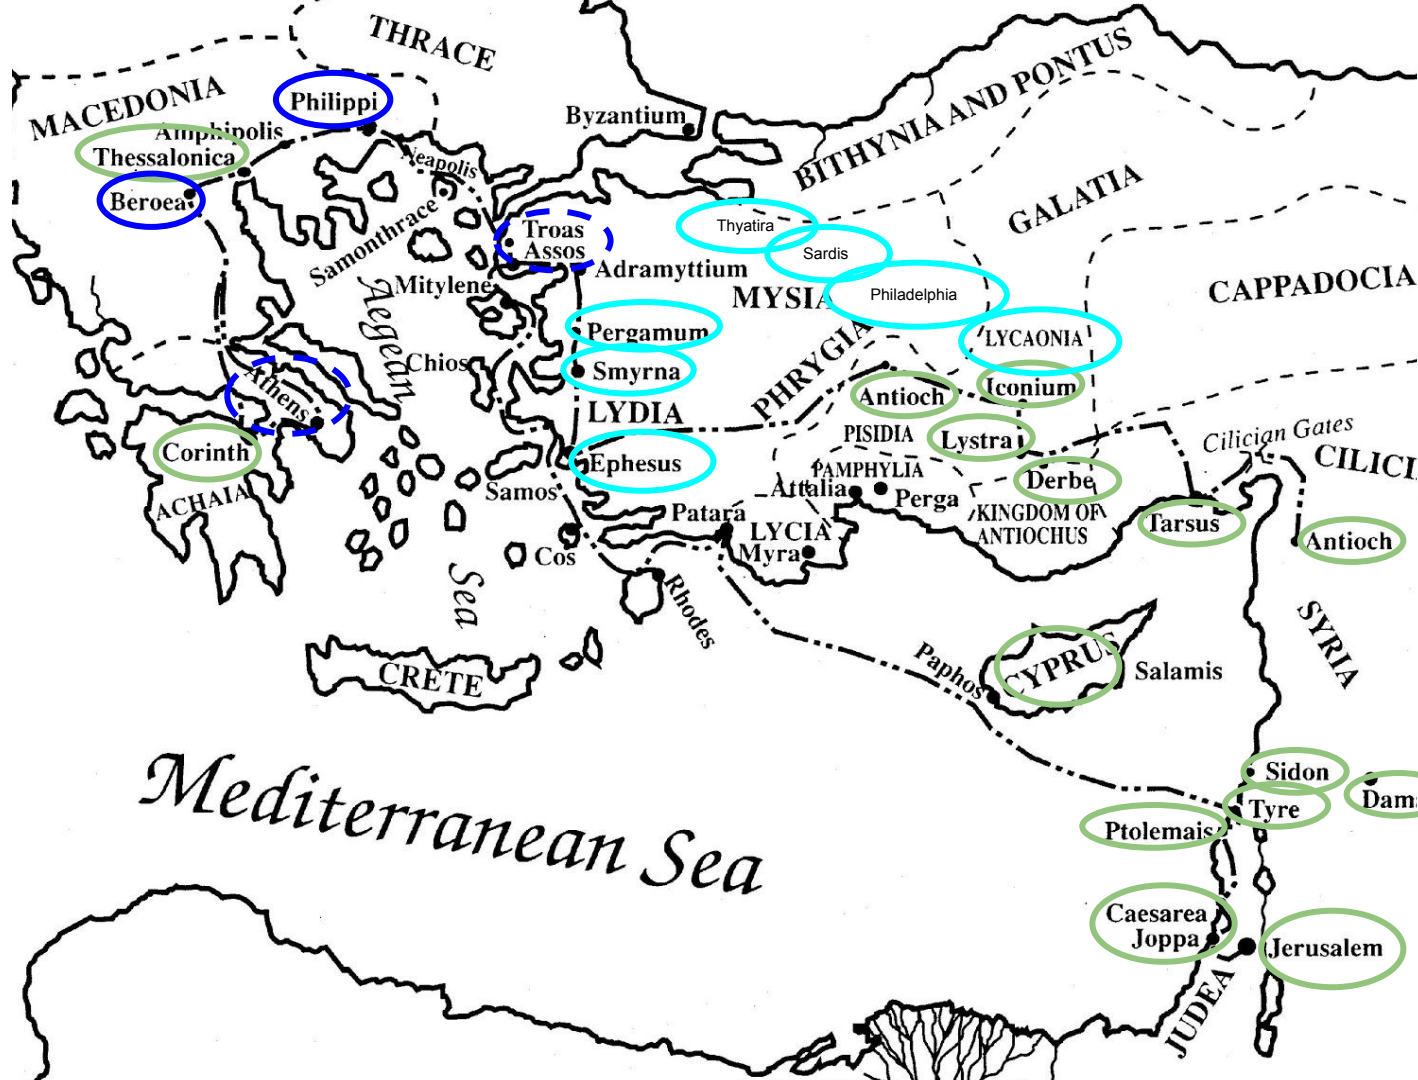 THRACE
MACEDONIA
Philippi
Byzantium
BITHYNIA AND PONTUS
Amphipolis
Thessalonica
Neapolis
Beroea
Samonthrace
GALATIA
Troas
Assos
Thyatira
Sardis
Adramyttium
Mitylene
MYSIA
Philadelphia
CAPPADOCIA
Aegean
Sea
Pergamum
LYCAONIA
Chios
Smyrna
PHRYGIA
Iconium
Athens
Antioch
LYDIA
Corinth
PISIDIA
Lystra
Cilician Gates
Ephesus
CILICI
ACHAIA
Samos
PAMPHYLIA
Attalia
Perga
Derbe
Patara
KINGDOM OF
ANTIOCHUS
Tarsus
LYCIA
Myra
Cos
Antioch
Rhodes
SYRIA
CRETE
Paphos
CYPRUS
Salamis
Mediterranean Sea
Sidon
Dam
Tyre
Ptolemais
Caesarea
Joppa
Jerusalem
JUDEA